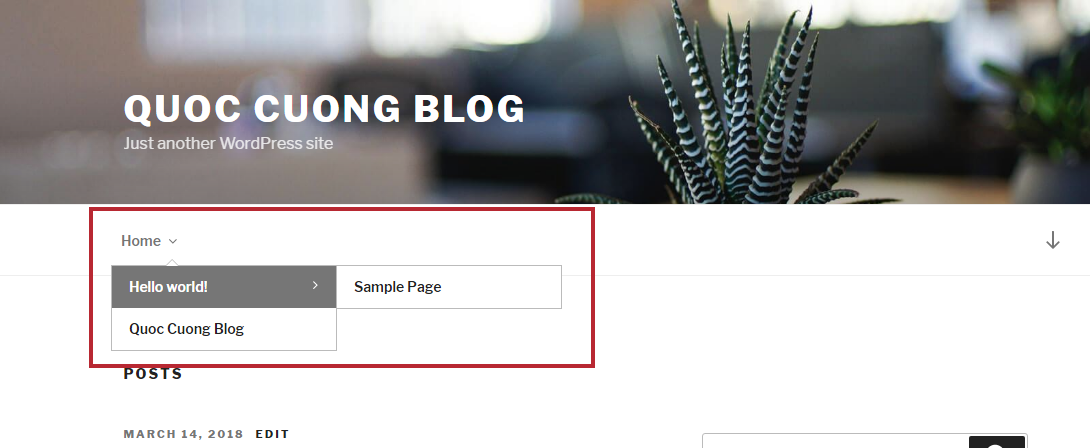 QUOC CUONG BLOG
Just another WordPress site
Home
Hello world!
Sample Page
Quoc Cuong Blog
POSTS
MARCH 14, 2018 EDIT